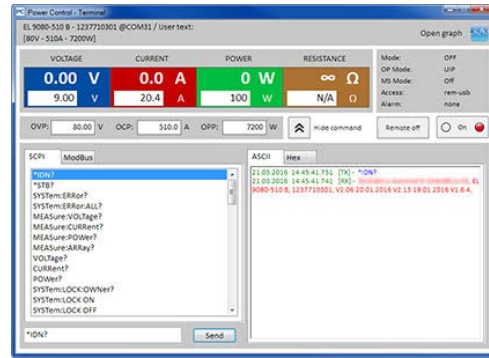 Power Control - Terminal
EL 9080-510 B - 1237710301 @COM31 / User text:
[80V - 510A - 7200W]
Open graph
VOLTAGE CURRENT POWER RESISTANCE
0.00 V 0.0 A 0 W ∞ Ω
9.00 V 20.4 A 100 W N/A Ω
Mode: OFF
OP Mode: UIP
MS Mode: Off
Access: rem-usb
Alarm: none
OVP: 80.00 V OCP: 510.0 A OPP: 7200 W Hide command Remote off On
SCPI ModBus
*IDN?
*STB?
SYSTem:ERRor?
SYSTem:ERRor:ALL?
MEASure:VOLTage?
MEASure:CURRent?
MEASure:POWer?
MEASure:ARRay?
VOLTage?
CURRent?
POWer?
SYSTem:LOCK:OWNer?
SYSTem:LOCK ON
SYSTem:LOCK OFF
*IDN? Send
ASCII Hex
21.03.2016 14:45:41.731 [TX] - *IDN?
21.03.2016 14:45:41.741 [RX] - , EL
9080-510 B, 1237710301, V2.06 20.01.2016 V2.13 19.01.2016 V1.6.4,